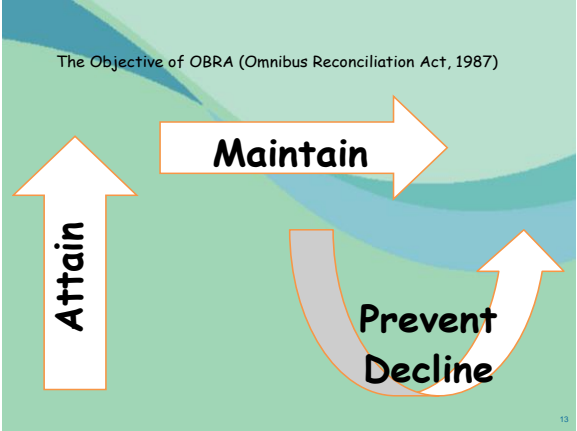 The Objective of OBRA (Omnibus Reconciliation Act, 1987)
Maintain
Attain
Prevent
Decline
13